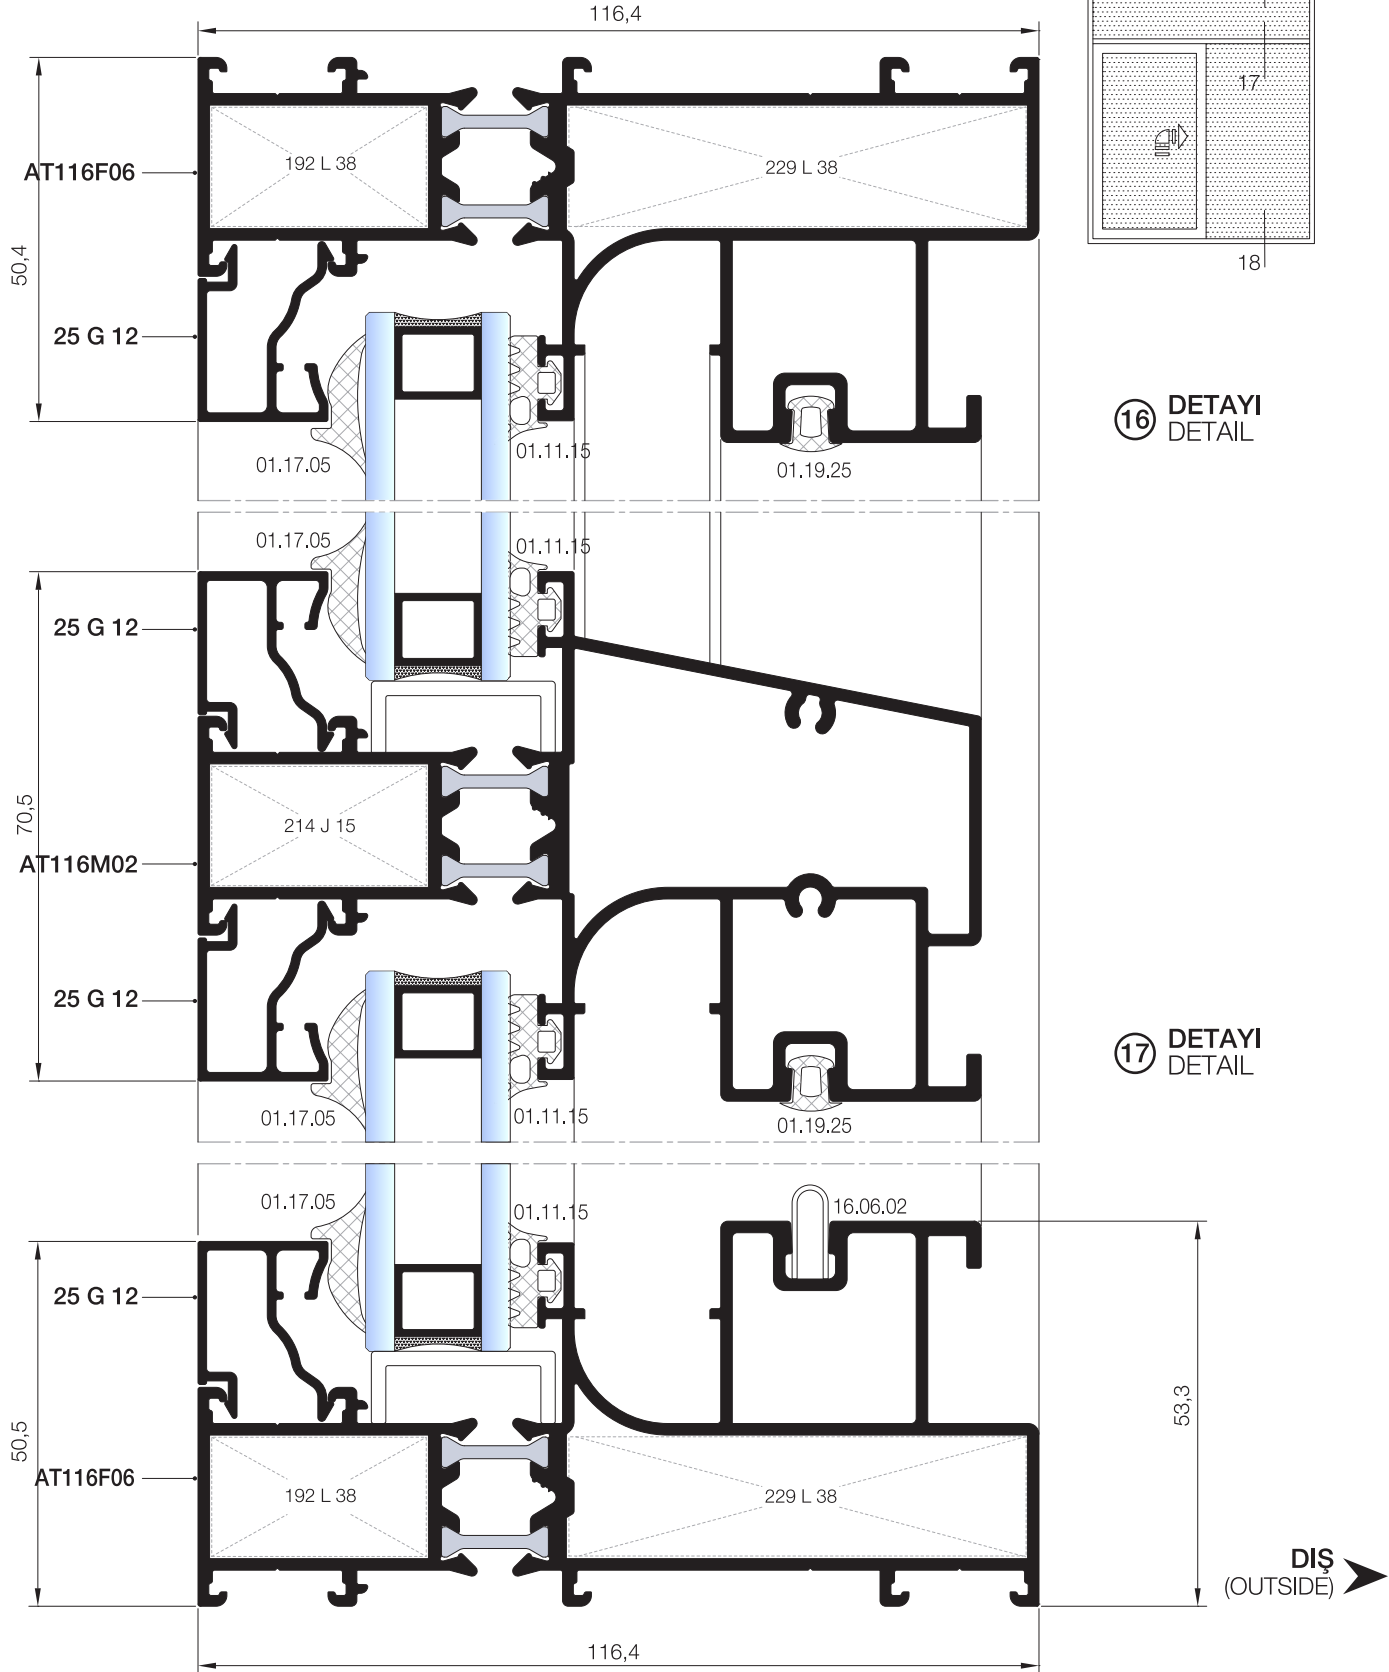 116,4
17
192 L 38
229 L 38
AT116F06
50,4
18
25 G 12
16 DETAYI
DETAIL
01.17.05
01.11.15
01.19.25
01.17.05
01.11.15
25 G 12
70,5
214 J 15
AT116M02
25 G 12
17 DETAYI
DETAIL
01.17.05
01.11.15
01.19.25
01.17.05
01.11.15
16.06.02
25 G 12
53,3
50,5
AT116F06
192 L 38
229 L 38
DIŞ
(OUTSIDE)
116,4